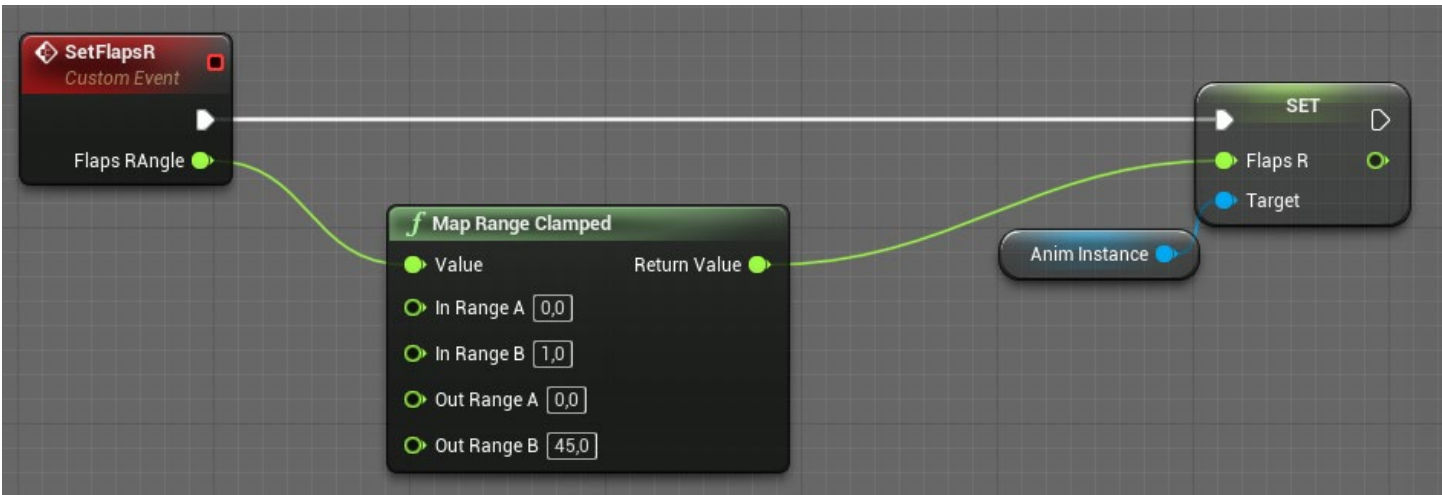 SetFlapsR
Custom Event
Flaps RAngle
f Map Range Clamped
Value Return Value
In Range A 0,0
In Range B 1,0
Out Range A 0,0
Out Range B 45,0
Anim Instance
SET
Flaps R
Target